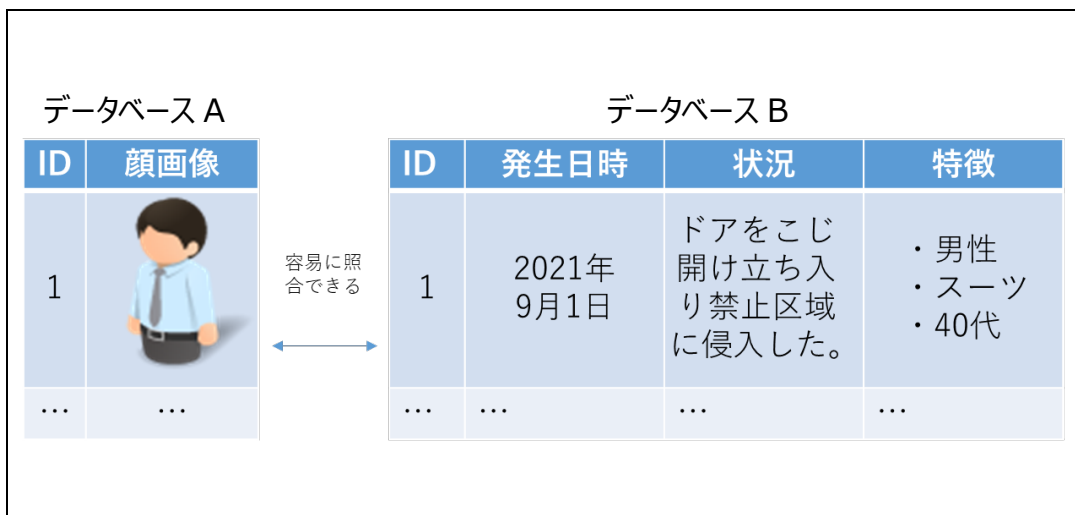 データベース A
ID 顔画像
1
… …
容易に照
合できる
データベース B
ID 発生日時 状況 特徴
1
2021年
9月1日
ドアをこじ
開け立ち入
り禁止区域
に侵入した。
・男性
・スーツ
・40代
… … … …